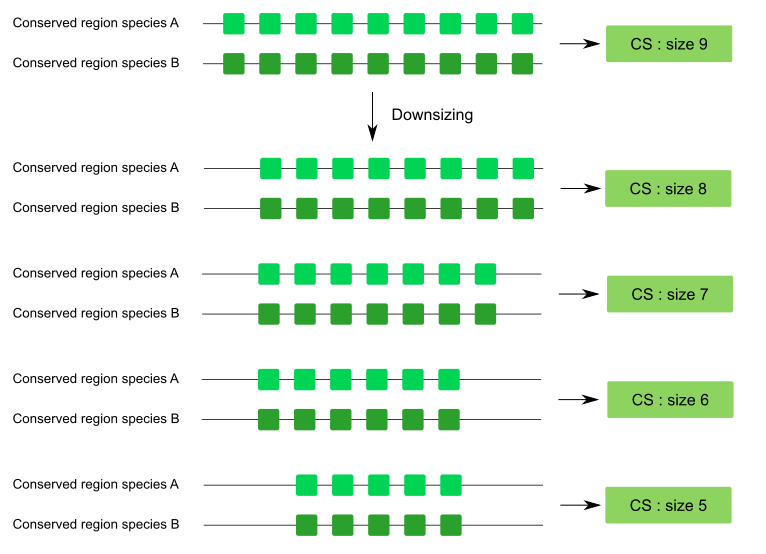 Conserved region species A
Conserved region species B
CS : size 9
Downsizing
Conserved region species A
Conserved region species B
CS : size 8
Conserved region species A
Conserved region species B
CS : size 7
Conserved region species A
Conserved region species B
CS : size 6
Conserved region species A
Conserved region species B
CS : size 5